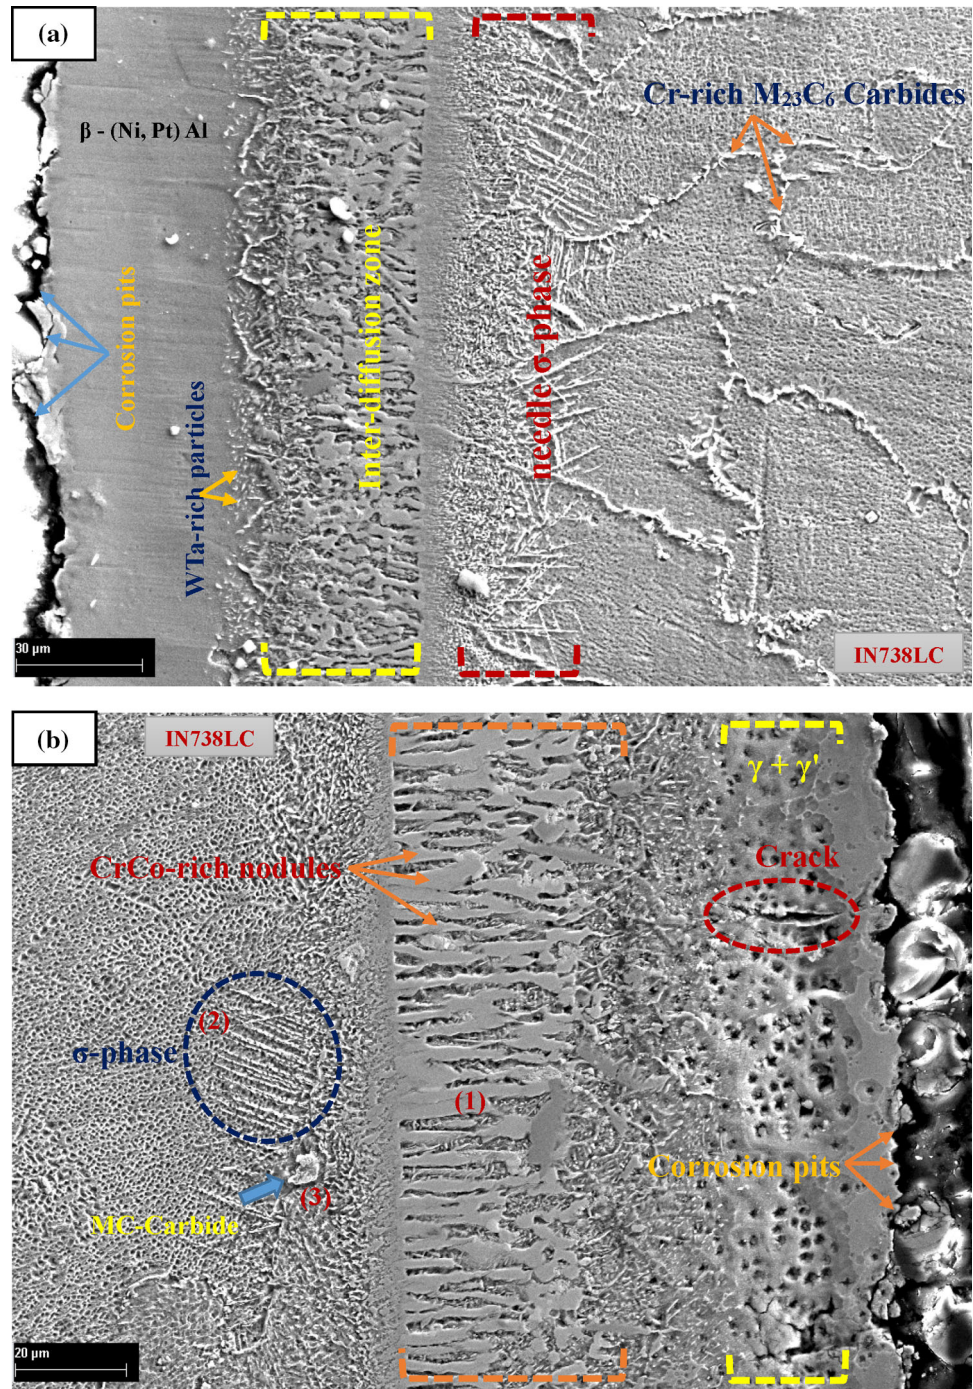 (a)
β - (Ni, Pt) Al
Cr-rich M₂₃C₆ Carbides
Corrosion pits
WTa-rich particles
Inter-diffusion zone
needle σ-phase
30 µm
IN738LC
(b)
IN738LC
γ + γ'
CrCo-rich nodules
Crack
(2)
σ-phase
(1)
Corrosion pits
(3)
MC-Carbide
20 µm